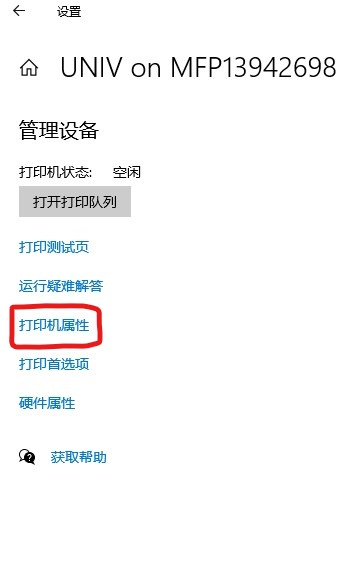 设置
UNIV on MFP13942698
管理设备
打印机状态: 空闲
打开打印队列
打印测试页
运行疑难解答
打印机属性
打印首选项
硬件属性
获取帮助